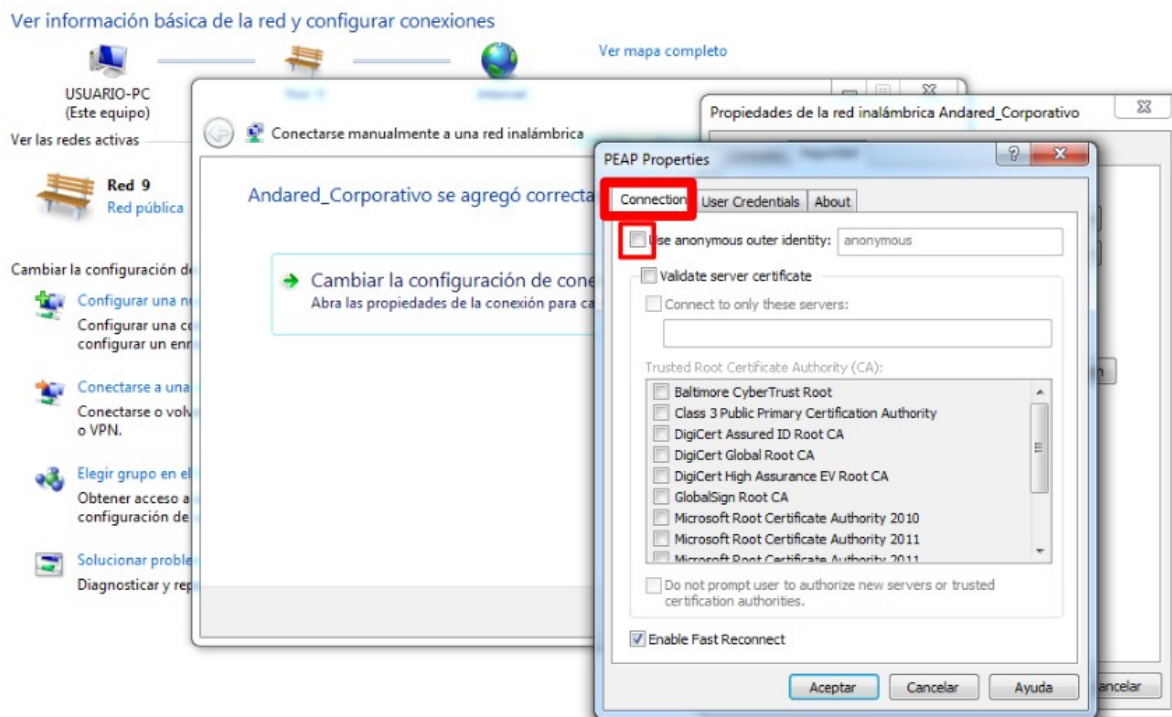 Ver información básica de la red y configurar conexiones
Ver mapa completo
USUARIO-PC
(Este equipo)
Ver las redes activas
Red 9
Red pública
Cambiar la configuración de
Configurar una nu
Configurar una co
configurar un enr
Conectarse a una
Conectarse o volv
o VPN.
Elegir grupo en el
Obtener acceso a
configuración de
Solucionar proble
Diagnosticar y rep
Conectarse manualmente a una red inalámbrica
Andared_Corporativo se agregó correcta
Cambiar la configuración de cone
Abra las propiedades de la conexión para ca
Propiedades de la red inalámbrica Andared_Corporativo
PEAP Properties
Connection User Credentials About
Use anonymous outer identity: anonymous
Validate server certificate
Connect to only these servers:
Trusted Root Certificate Authority (CA):
Baltimore CyberTrust Root
Class 3 Public Primary Certification Authority
DigiCert Assured ID Root CA
DigiCert Global Root CA
DigiCert High Assurance EV Root CA
GlobalSign Root CA
Microsoft Root Certificate Authority 2010
Microsoft Root Certificate Authority 2011
Microsoft Root Certificate Authority 2011
Do not prompt user to authorize new servers or trusted
certification authorities.
Enable Fast Reconnect
Aceptar Cancelar Ayuda
ancelar